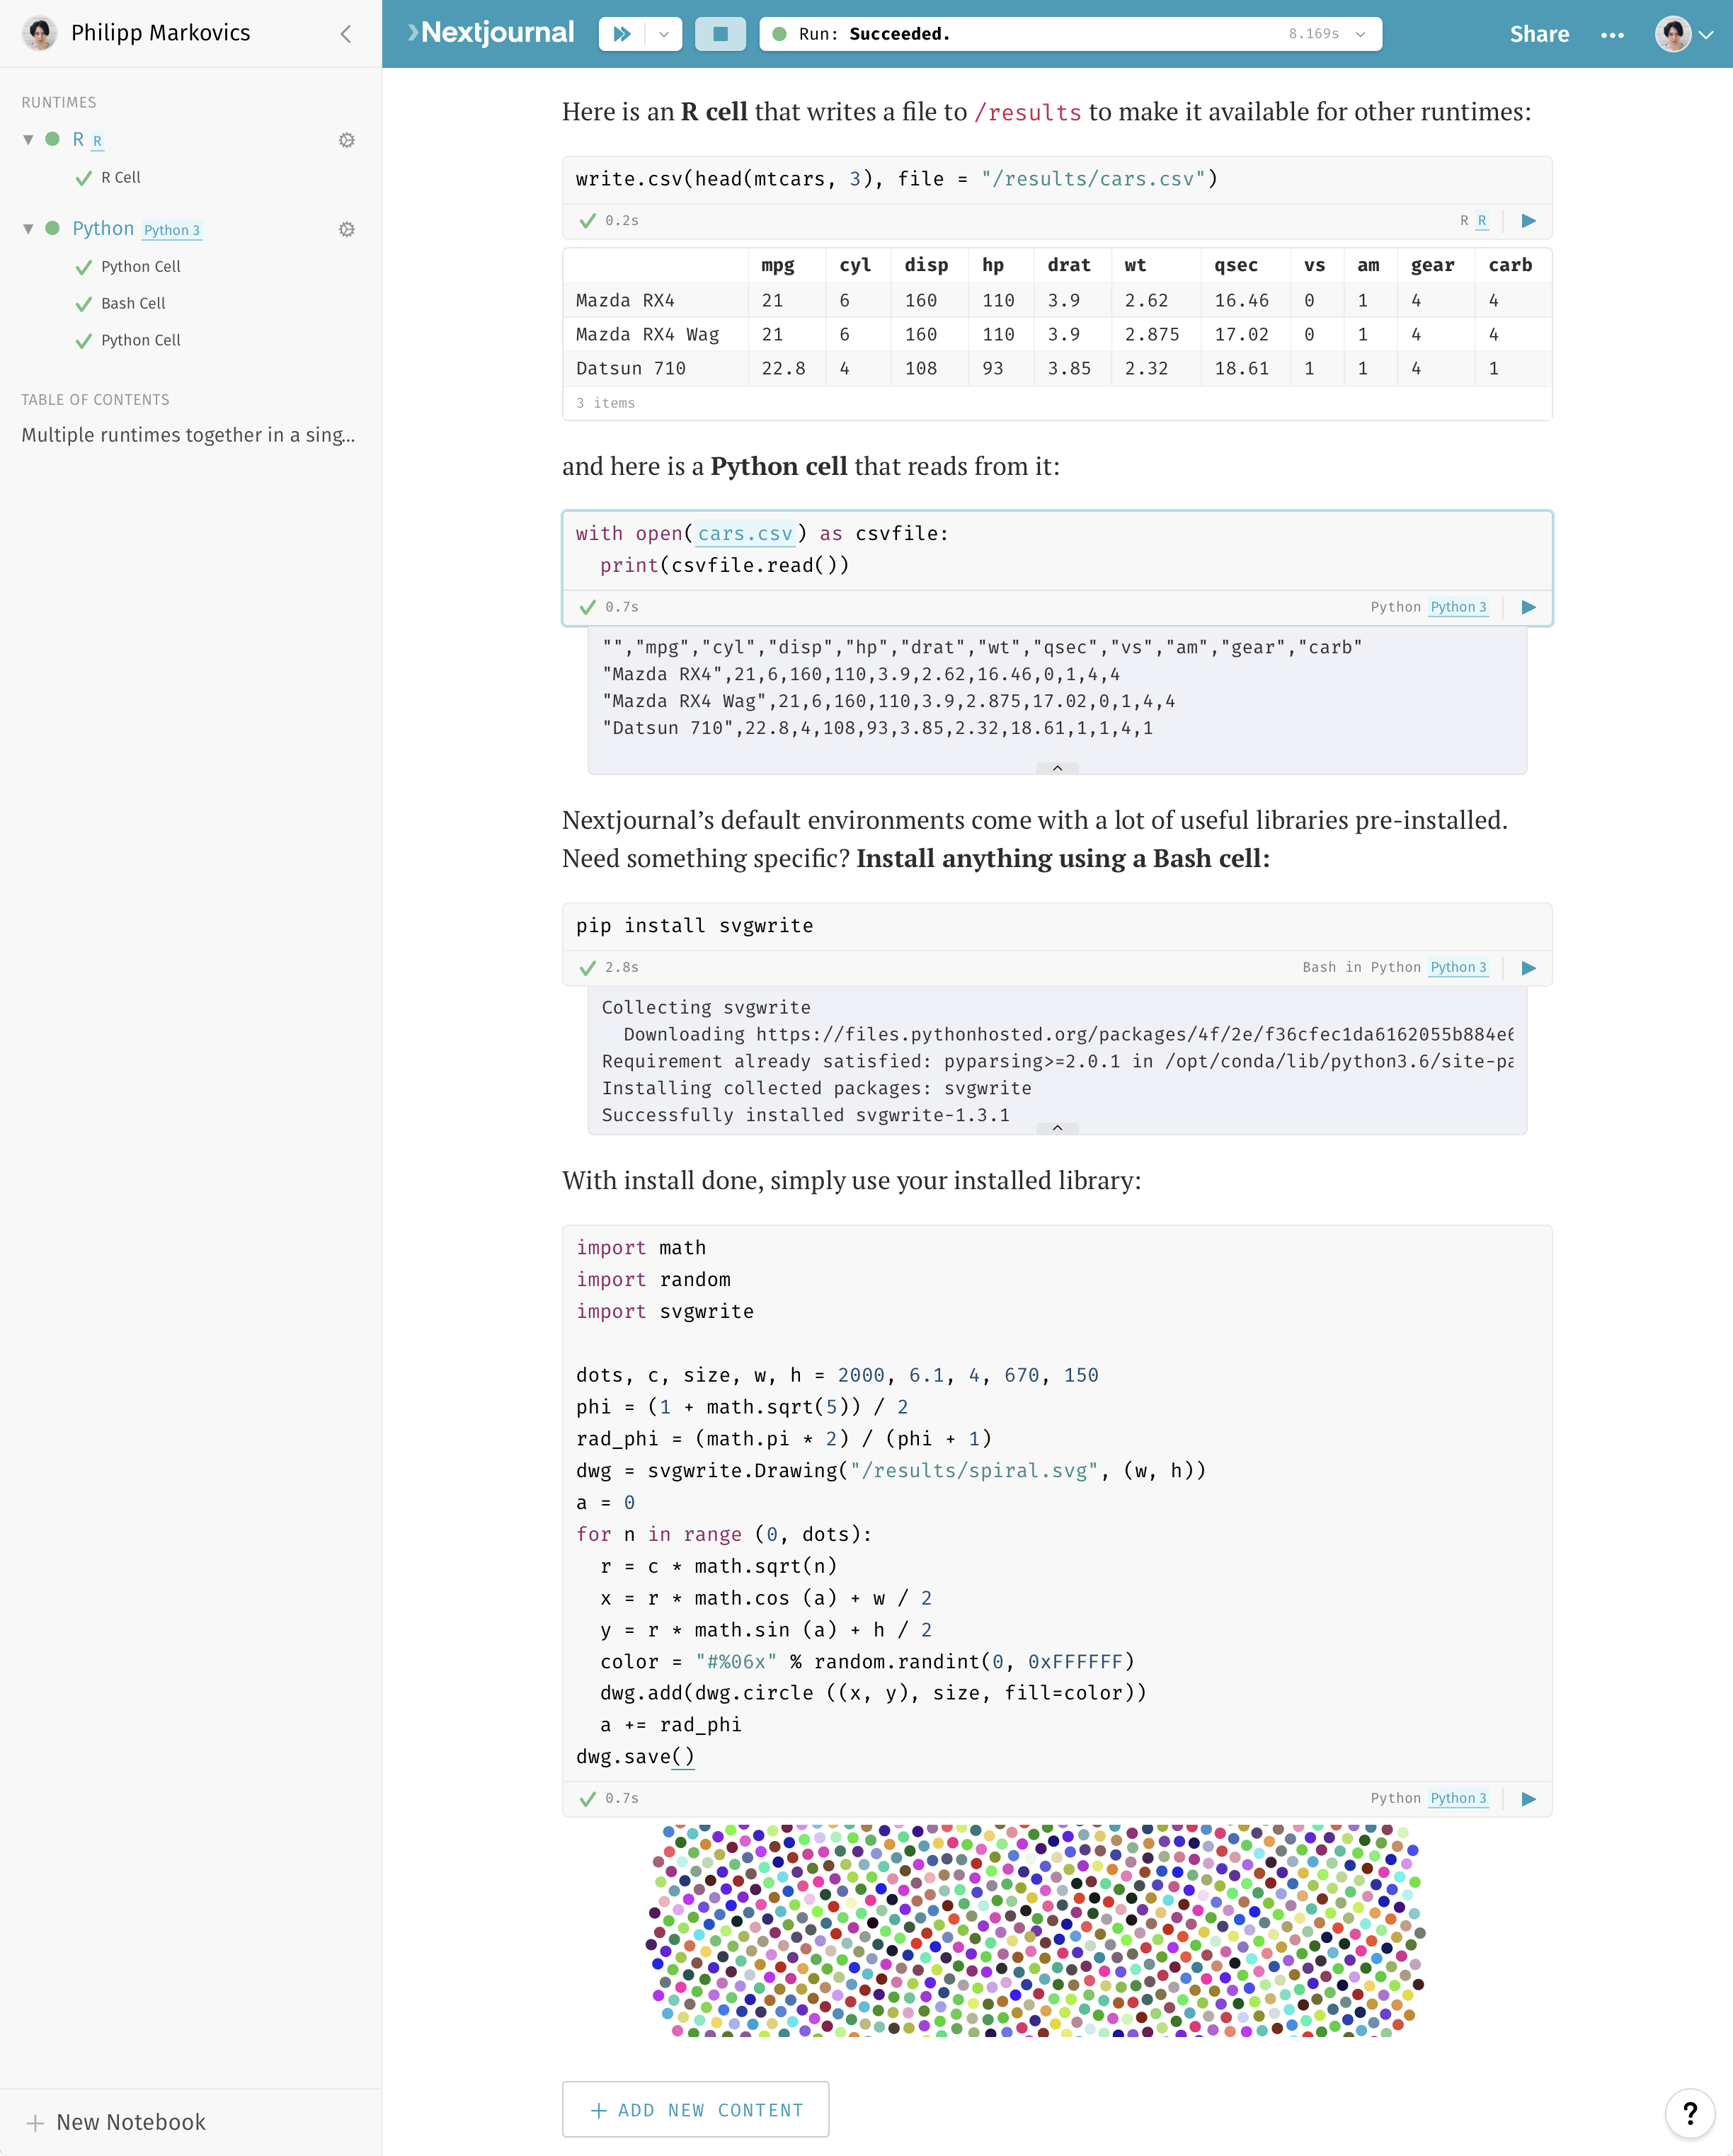 Philipp Markovics
RUNTIMES
R R
R Cell
Python Python 3
Python Cell
Bash Cell
Python Cell
TABLE OF CONTENTS
Multiple runtimes together in a sing...
New Notebook
Nextjournal
Run: Succeeded. 8.169s
Share
Here is an R cell that writes a file to /results to make it available for other runtimes:
write.csv(head(mtcars, 3), file = "/results/cars.csv")
0.2s R R
mpg cyl disp hp drat wt qsec vs am gear carb
Mazda RX4 21 6 160 110 3.9 2.62 16.46 0 1 4 4
Mazda RX4 Wag 21 6 160 110 3.9 2.875 17.02 0 1 4 4
Datsun 710 22.8 4 108 93 3.85 2.32 18.61 1 1 4 1
3 items
and here is a Python cell that reads from it:
with open(cars.csv) as csvfile:
  print(csvfile.read())
0.7s Python Python 3
"","mpg","cyl","disp","hp","drat","wt","qsec","vs","am","gear","carb"
"Mazda RX4",21,6,160,110,3.9,2.62,16.46,0,1,4,4
"Mazda RX4 Wag",21,6,160,110,3.9,2.875,17.02,0,1,4,4
"Datsun 710",22.8,4,108,93,3.85,2.32,18.61,1,1,4,1
Nextjournal’s default environments come with a lot of useful libraries pre-installed.
Need something specific? Install anything using a Bash cell:
pip install svgwrite
2.8s Bash in Python Python 3
Collecting svgwrite
  Downloading https://files.pythonhosted.org/packages/4f/2e/f36cfec1da6162055b884e6
Requirement already satisfied: pyparsing>=2.0.1 in /opt/conda/lib/python3.6/site-pa
Installing collected packages: svgwrite
Successfully installed svgwrite-1.3.1
With install done, simply use your installed library:
import math
import random
import svgwrite
dots, c, size, w, h = 2000, 6.1, 4, 670, 150
phi = (1 + math.sqrt(5)) / 2
rad_phi = (math.pi * 2) / (phi + 1)
dwg = svgwrite.Drawing("/results/spiral.svg", (w, h))
a = 0
for n in range (0, dots):
  r = c * math.sqrt(n)
  x = r * math.cos (a) + w / 2
  y = r * math.sin (a) + h / 2
  color = "#%06x" % random.randint(0, 0xFFFFFF)
  dwg.add(dwg.circle ((x, y), size, fill=color))
  a += rad_phi
dwg.save()
0.7s Python Python 3
+ ADD NEW CONTENT
?